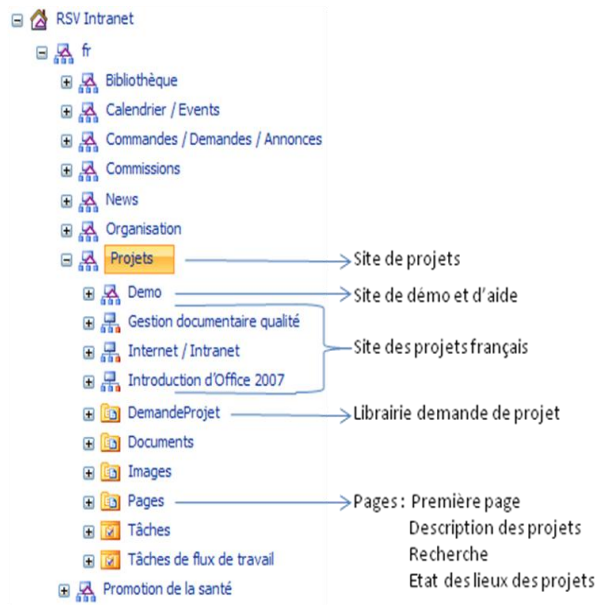 RSV Intranet
fr
Bibliothèque
Calendrier / Events
Commandes / Demandes / Annonces
Commissions
News
Organisation
Projets Site de projets
Demo Site de démo et d'aide
Gestion documentaire qualité
Internet / Intranet Site des projets français
Introduction d'Office 2007
DemandeProjet Librairie demande de projet
Documents
Images
Pages Pages : Première page
Tâches Description des projets
Tâches de flux de travail Recherche
Promotion de la santé Etat des lieux des projets